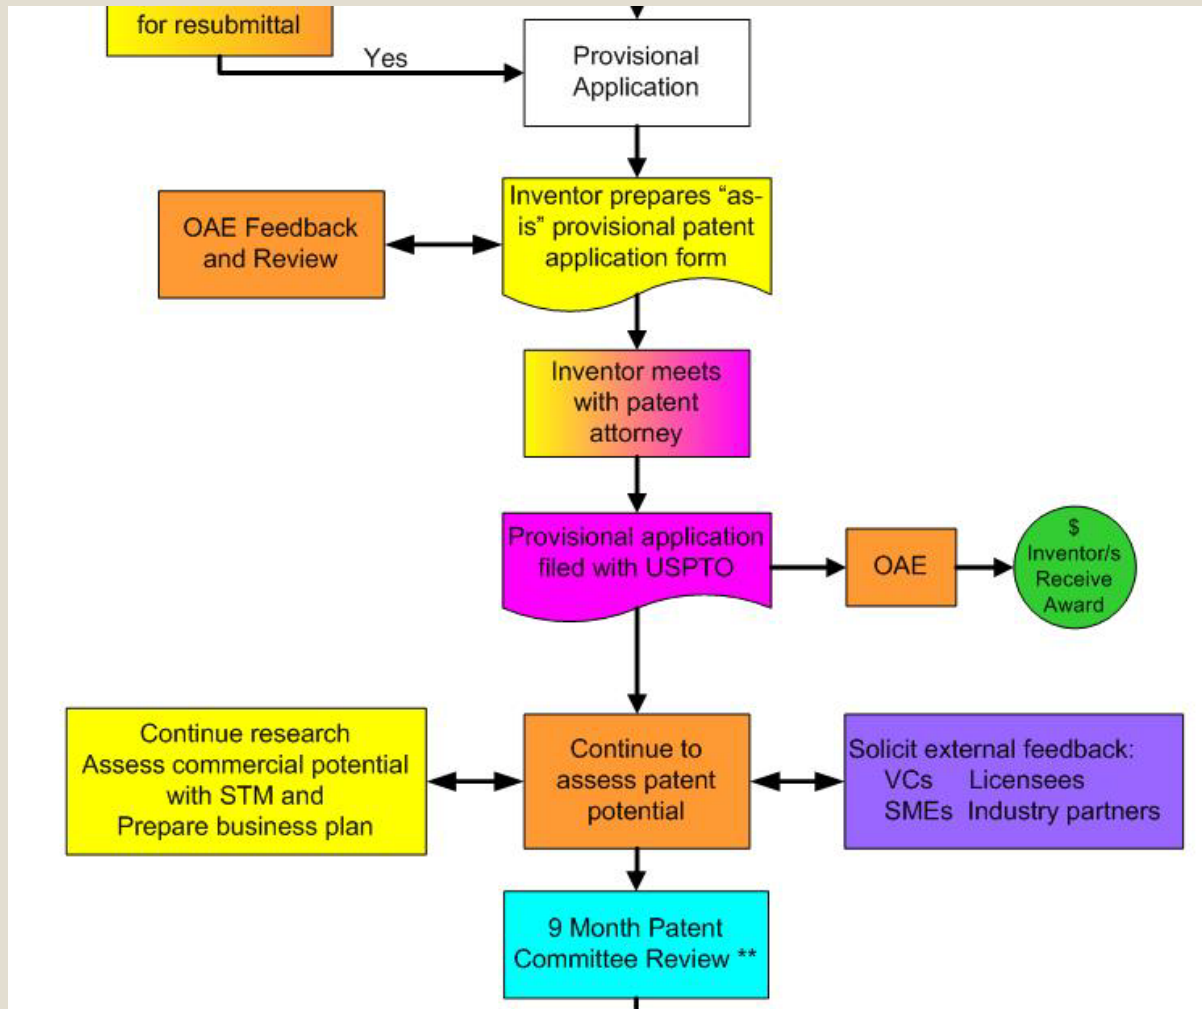 for resubmittal
Yes
Provisional
Application
Inventor prepares “as-
is” provisional patent
application form
OAE Feedback
and Review
Inventor meets
with patent
attorney
Provisional application
filed with USPTO
OAE
$
Inventor/s
Receive
Award
Continue research
Assess commercial potential
with STM and
Prepare business plan
Continue to
assess patent
potential
Solicit external feedback:
VCs Licensees
SMEs Industry partners
9 Month Patent
Committee Review **